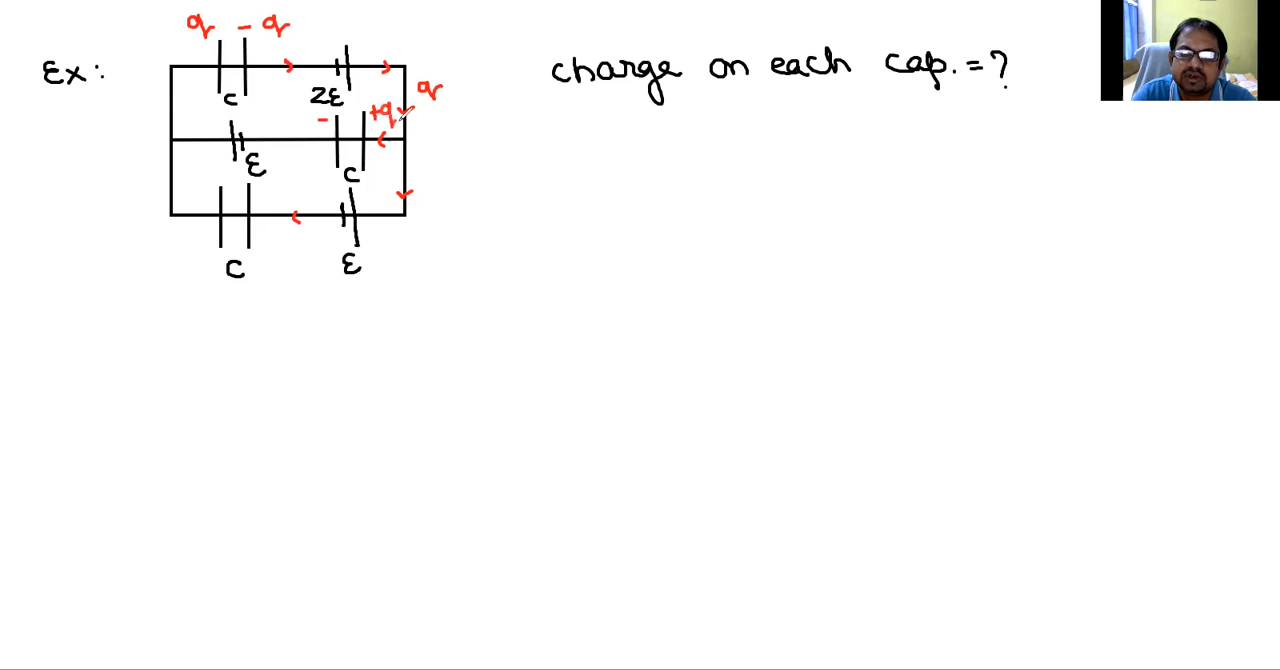 q - q
Ex:
charge on each cap. = ?
c
2ε
q
- +q
ε
c
c
ε